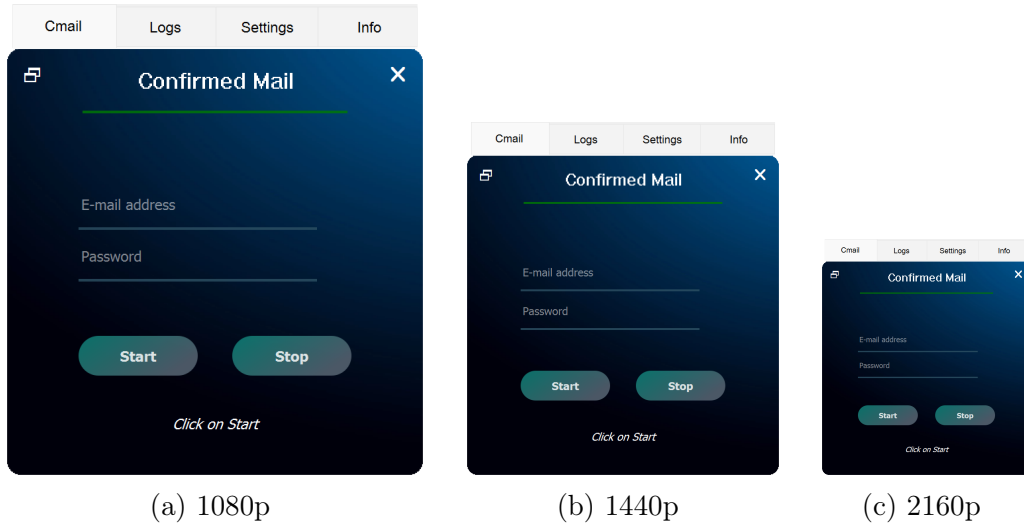 Cmail Logs Settings Info
Confirmed Mail
E-mail address
Password
Start Stop
Click on Start
(a) 1080p
Cmail Logs Settings Info
Confirmed Mail
E-mail address
Password
Start Stop
Click on Start
(b) 1440p
Cmail Logs Settings Info
Confirmed Mail
E-mail address
Password
Start Stop
Click on Start
(c) 2160p